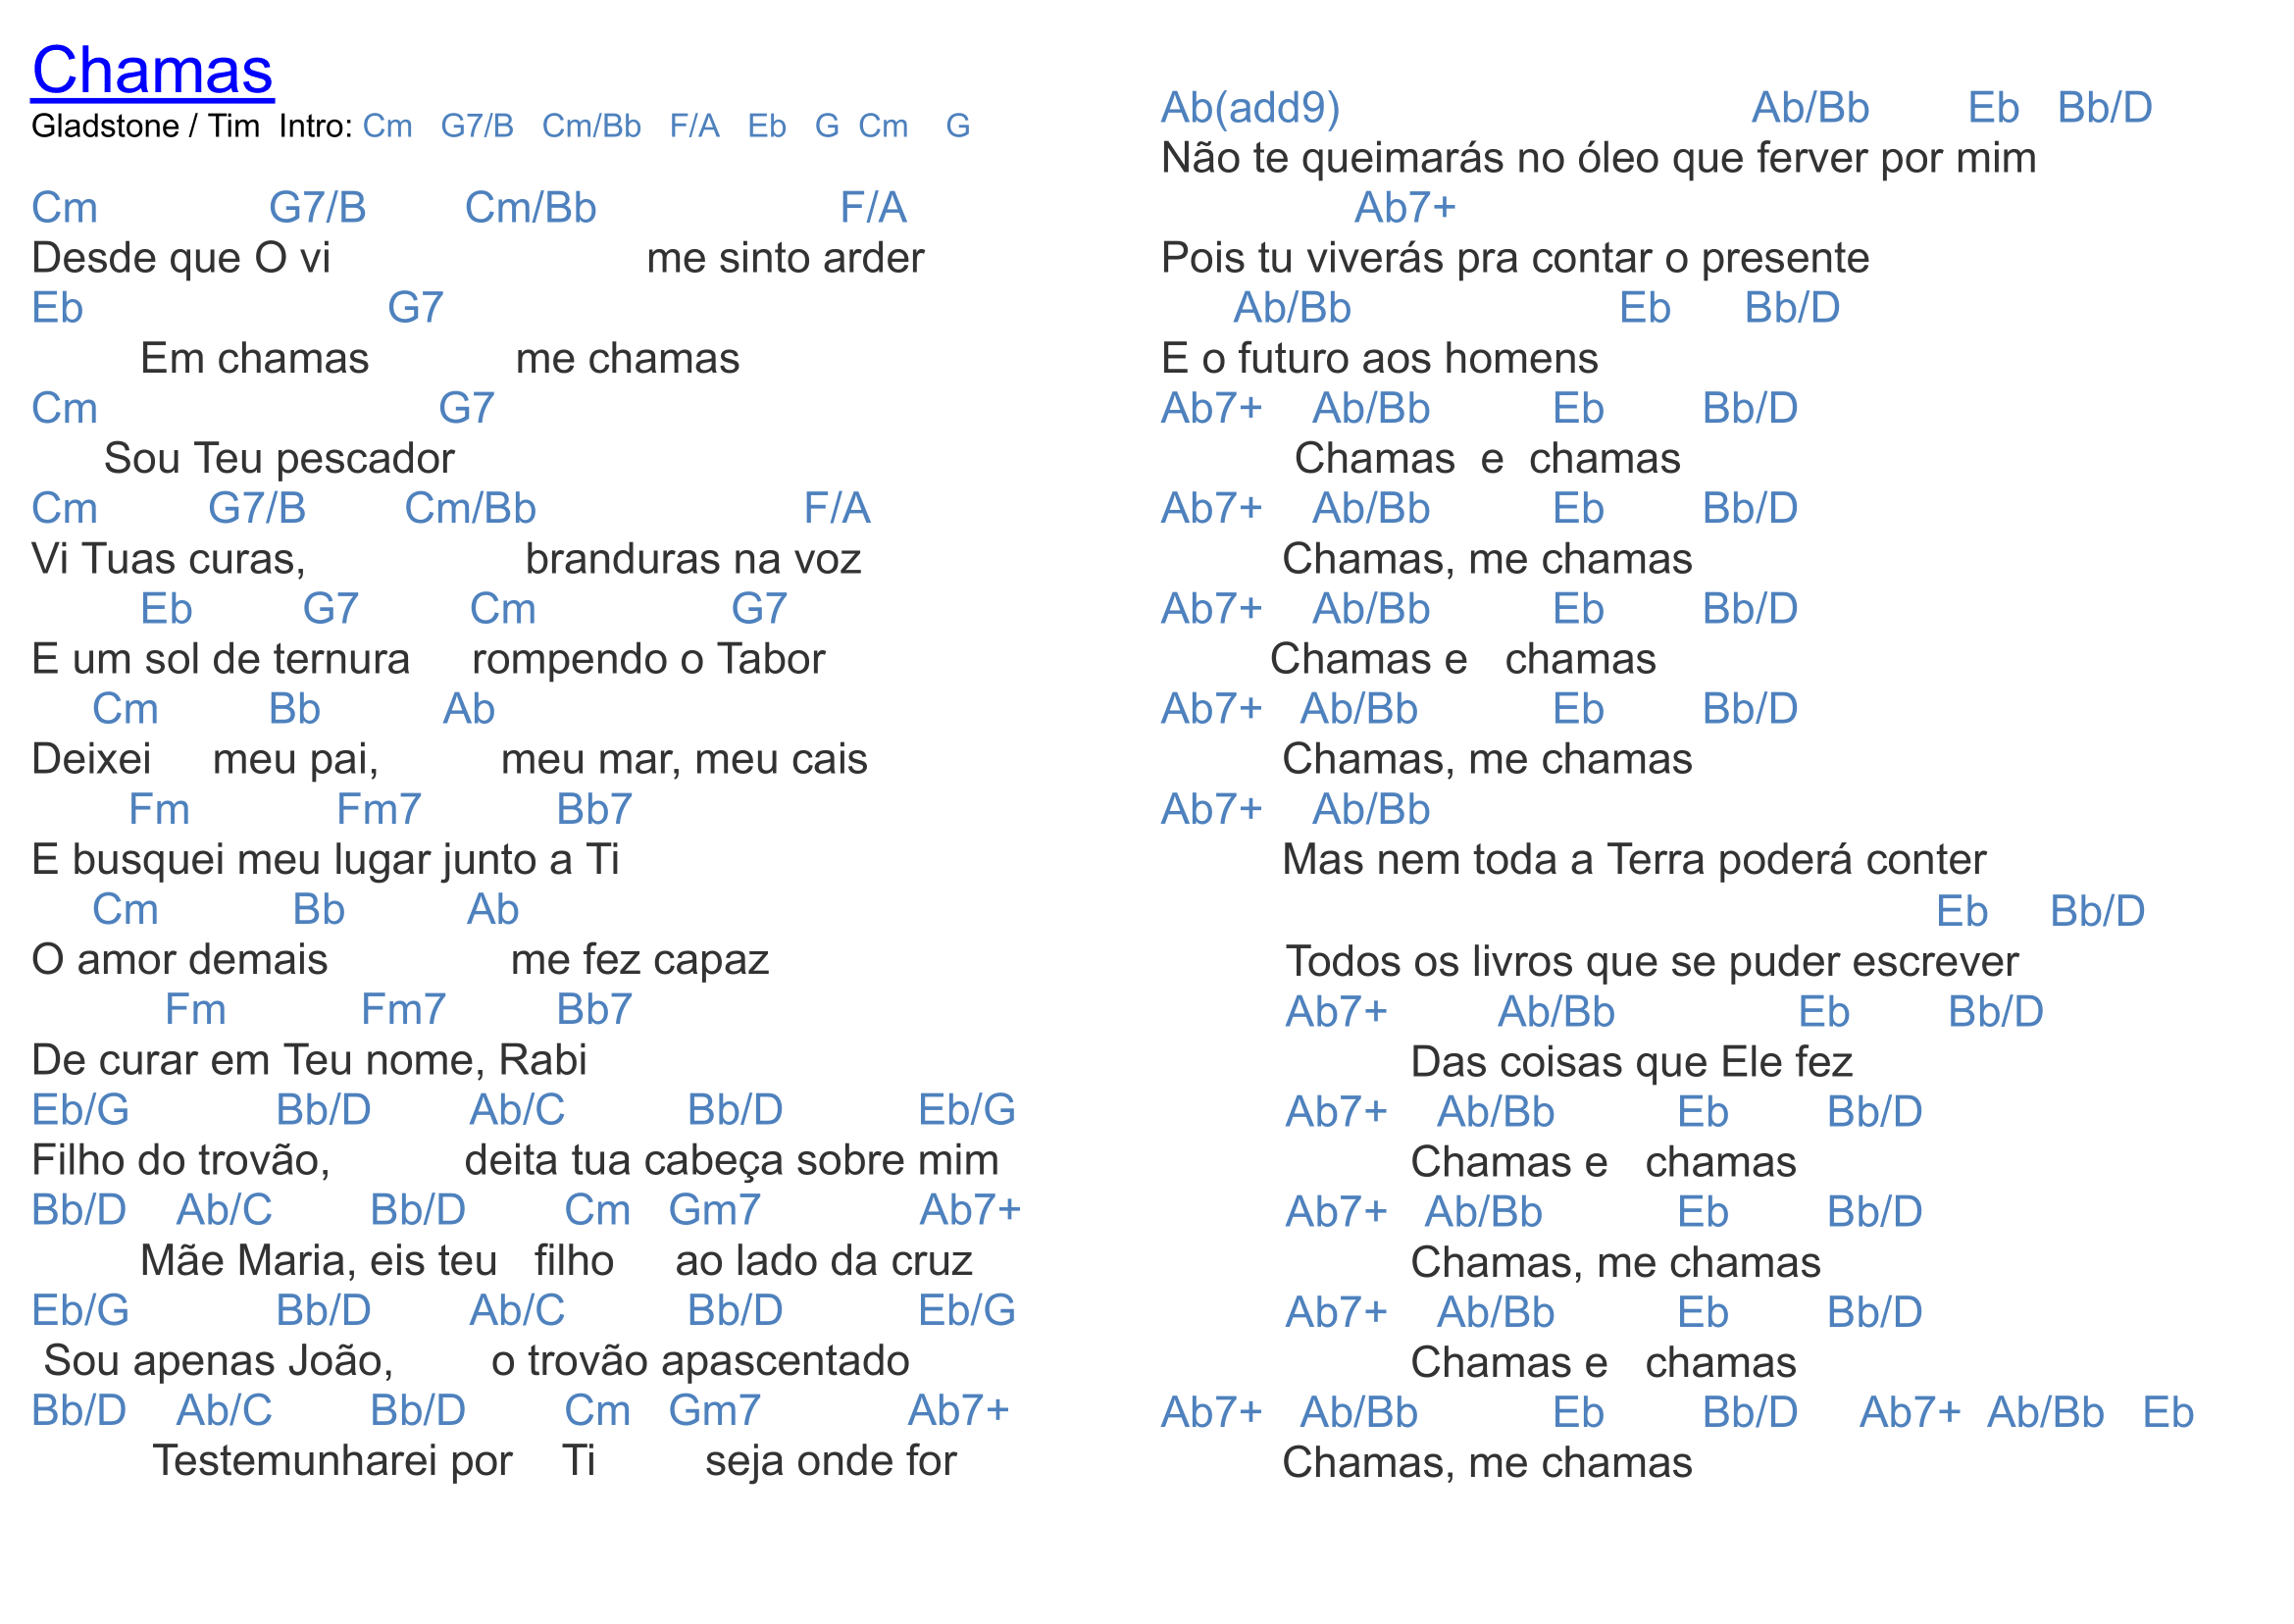 Chamas
Gladstone / Tim  Intro: Cm   G7/B   Cm/Bb   F/A   Eb   G  Cm    G
Cm              G7/B        Cm/Bb                    F/A
Desde que O vi                          me sinto arder
Eb                         G7
         Em chamas            me chamas
Cm                            G7
      Sou Teu pescador
Cm         G7/B        Cm/Bb                      F/A
Vi Tuas curas,                  branduras na voz
         Eb         G7         Cm                G7
E um sol de ternura     rompendo o Tabor
     Cm         Bb          Ab
Deixei     meu pai,          meu mar, meu cais
        Fm            Fm7           Bb7
E busquei meu lugar junto a Ti
     Cm           Bb          Ab
O amor demais               me fez capaz
           Fm           Fm7         Bb7
De curar em Teu nome, Rabi
Eb/G            Bb/D        Ab/C          Bb/D           Eb/G
Filho do trovão,           deita tua cabeça sobre mim
Bb/D    Ab/C        Bb/D        Cm   Gm7             Ab7+
         Mãe Maria, eis teu   filho     ao lado da cruz
Eb/G            Bb/D        Ab/C          Bb/D           Eb/G
 Sou apenas João,        o trovão apascentado
Bb/D    Ab/C        Bb/D        Cm   Gm7            Ab7+
          Testemunharei por    Ti         seja onde for
Ab(add9)                                  Ab/Bb        Eb   Bb/D
Não te queimarás no óleo que ferver por mim
                Ab7+
Pois tu viverás pra contar o presente
      Ab/Bb                      Eb      Bb/D
E o futuro aos homens
Ab7+    Ab/Bb          Eb        Bb/D
           Chamas  e  chamas
Ab7+    Ab/Bb          Eb        Bb/D
          Chamas, me chamas
Ab7+    Ab/Bb          Eb        Bb/D
         Chamas e   chamas
Ab7+   Ab/Bb           Eb        Bb/D
          Chamas, me chamas
Ab7+    Ab/Bb
          Mas nem toda a Terra poderá conter
                                                                Eb     Bb/D
          Todos os livros que se puder escrever
          Ab7+         Ab/Bb               Eb        Bb/D
                    Das coisas que Ele fez
          Ab7+    Ab/Bb          Eb        Bb/D
                    Chamas e   chamas
          Ab7+   Ab/Bb           Eb        Bb/D
                    Chamas, me chamas
          Ab7+    Ab/Bb          Eb        Bb/D
                    Chamas e   chamas
Ab7+   Ab/Bb           Eb        Bb/D     Ab7+  Ab/Bb   Eb
          Chamas, me chamas